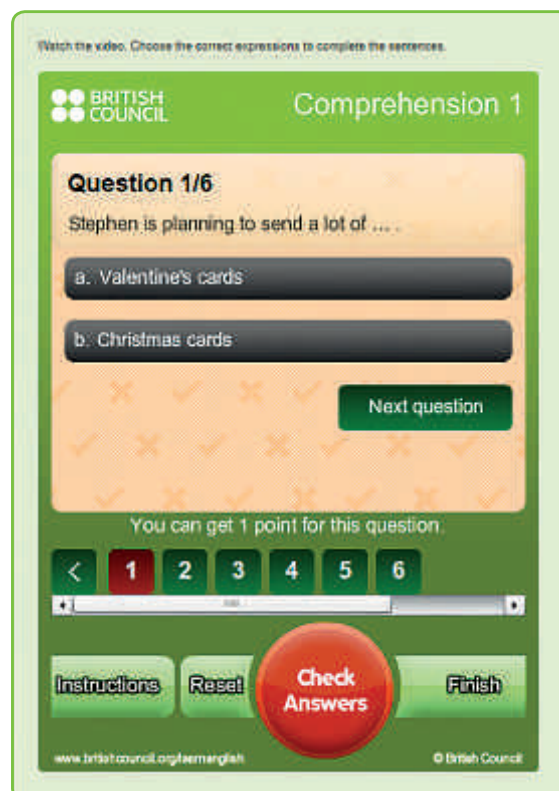 Watch the video. Choose the correct expressions to complete the sentences.
BRITISH
COUNCIL
Comprehension 1
Question 1/6
Stephen is planning to send a lot of ... .
a. Valentine's cards
b. Christmas cards
Next question
You can get 1 point for this question.
< 1 2 3 4 5 6
Instructions Reset Check Answers Finish
www.britishcouncil.org/learnenglish © British Council